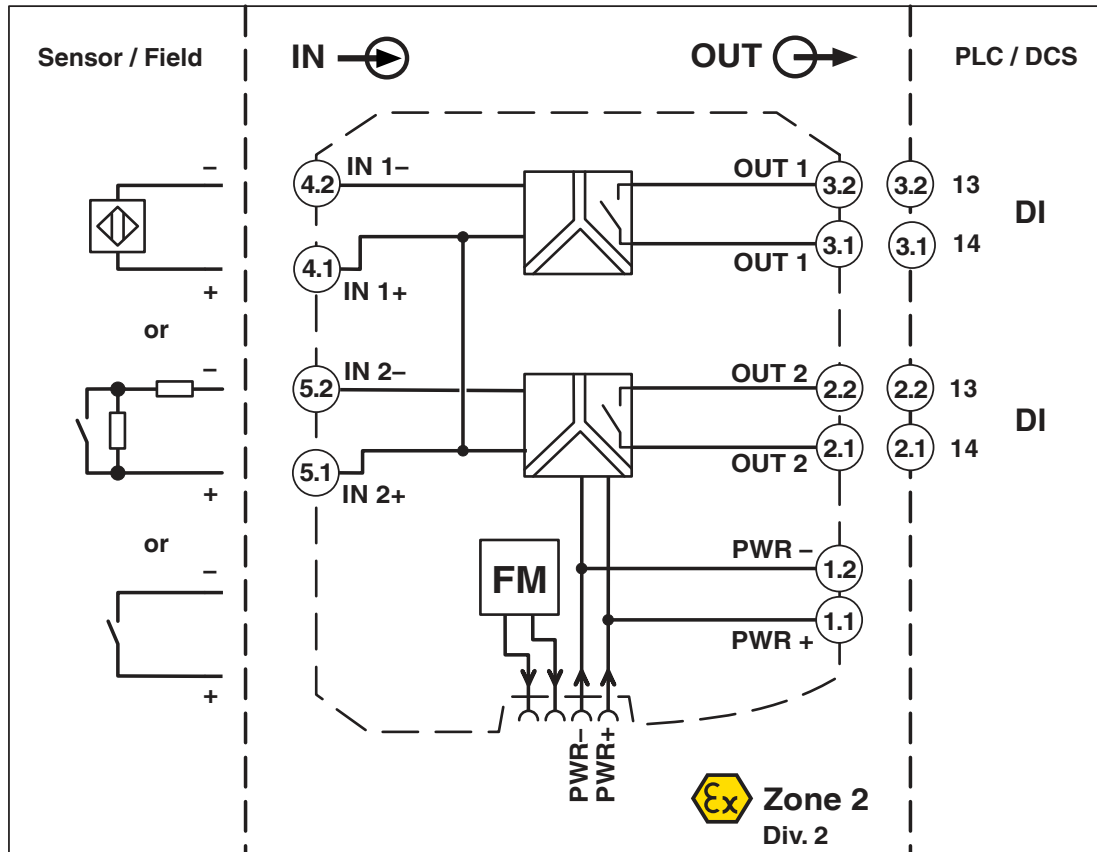 Sensor / Field
IN
OUT
PLC / DCS
–
4.2
IN 1–
OUT 1
3.2
3.2
13
DI
4.1
IN 1+
OUT 1
3.1
3.1
14
+
or
–
5.2
IN 2–
OUT 2
2.2
2.2
13
DI
5.1
IN 2+
OUT 2
2.1
2.1
14
+
or
–
FM
PWR –
1.2
PWR +
1.1
+
PWR–
PWR+
Ex
Zone 2
Div. 2